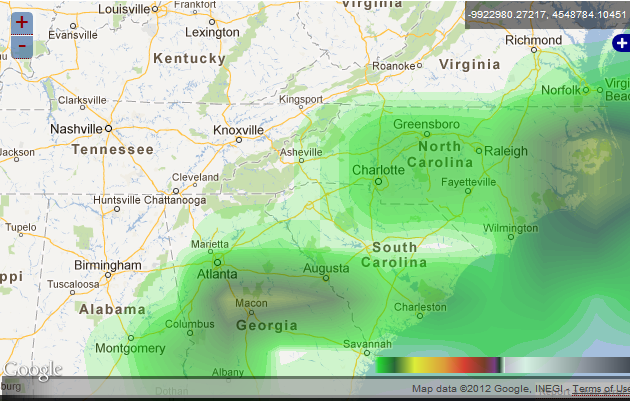 Louisville
Frankfort
Virginia
-9922980.27217, 4548784.10451
+
-
Evansville
Lexington
Richmond
+
Kentucky
Roanoke
Virginia
Norfolk
Virgin
Beac
Clarksville
Kingsport
Nashville
Knoxville
Greensboro
Tennessee
Jackson
Asheville
North
Carolina
Raleigh
Cleveland
Charlotte
Fayetteville
Huntsville
Chattanooga
Tupelo
Wilmington
Marietta
South
Carolina
Birmingham
Atlanta
Augusta
ppi
Tuscaloosa
Macon
Charleston
Alabama
Columbus
Georgia
Montgomery
Savannah
Albany
Google
burg
Dothan
Map data ©2012 Google, INEGI - Terms of Use